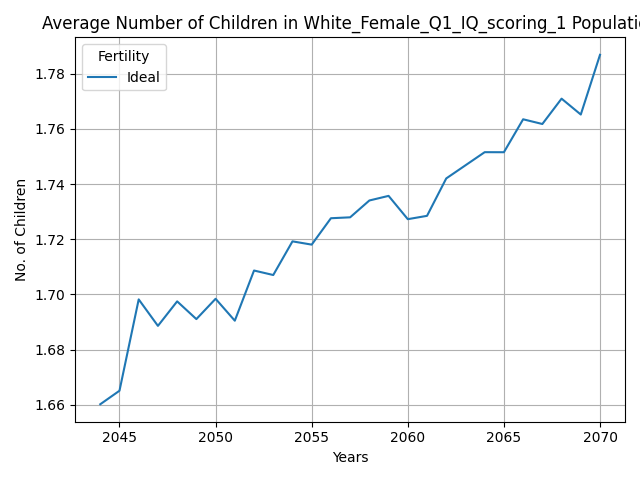 Average Number of Children in White_Female_Q1_IQ_scoring_1 Populati
Fertility
Ideal
No. of Children
1.78
1.76
1.74
1.72
1.70
1.68
1.66
2045 2050 2055 2060 2065 2070
Years